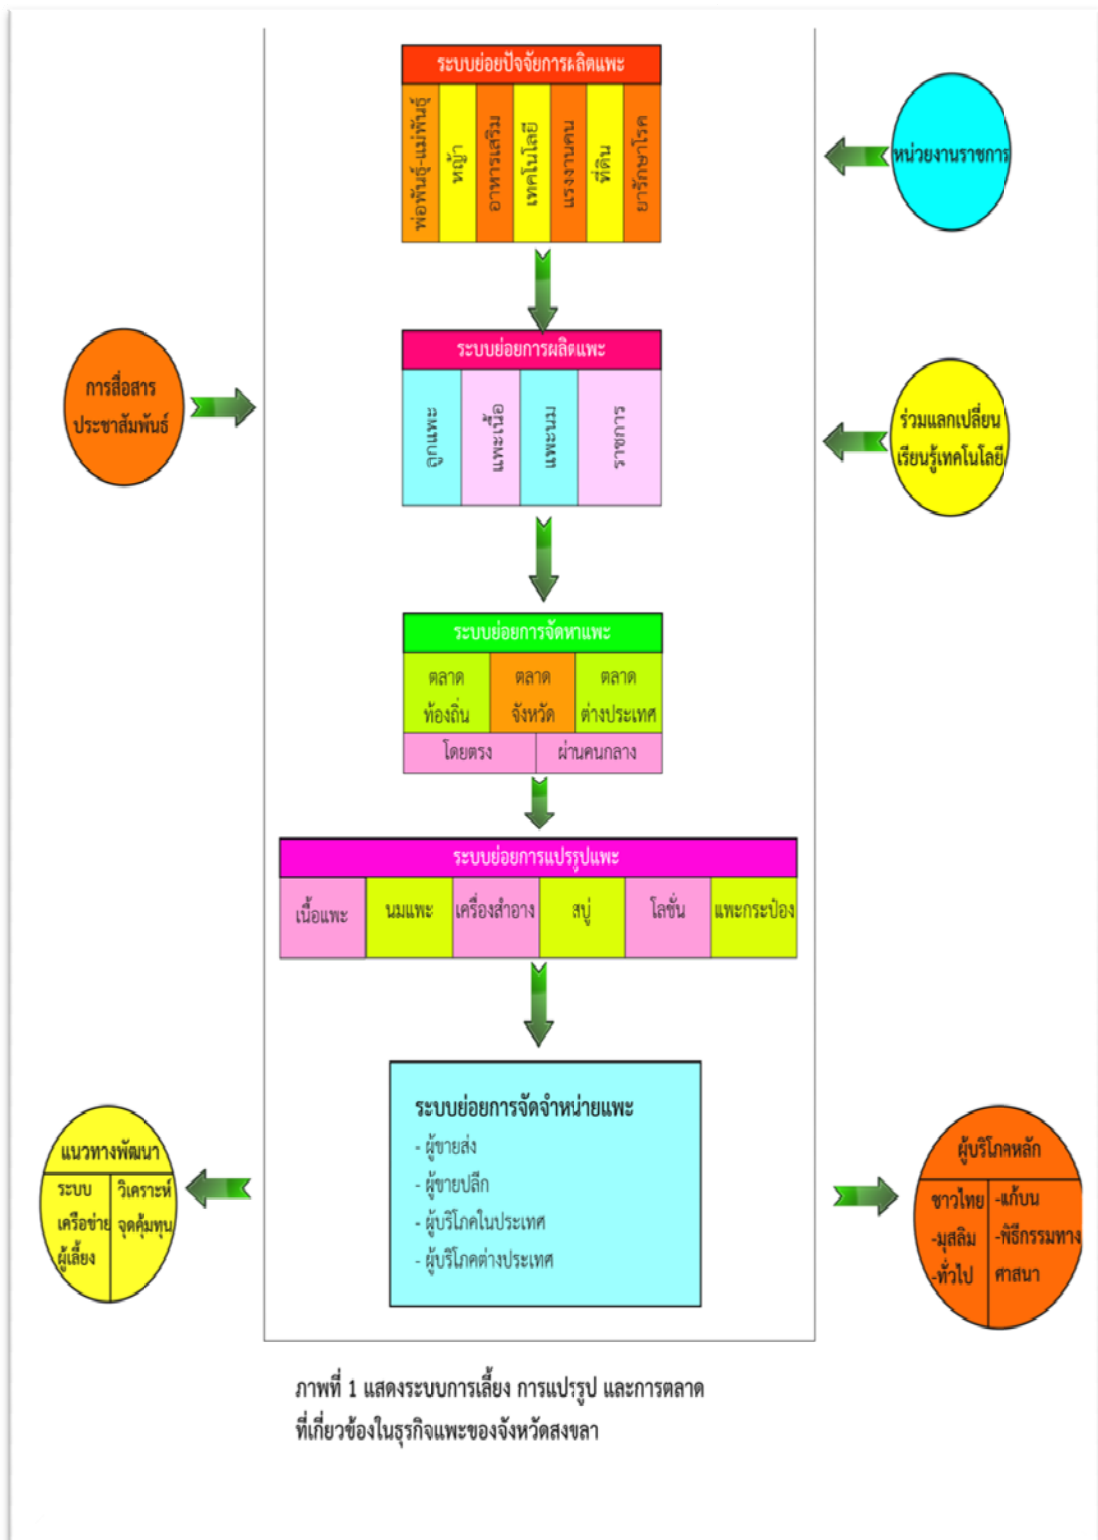 ระบบย่อยปัจจัยการผลิตแพะ
พ่อพันธุ์-แม่พันธุ์
หญ้า
อาหารเสริม
เทคโนโลยี
แรงงานคน
ที่ดิน
ยารักษาโรค
หน่วยงานราชการ
ระบบย่อยการผลิตแพะ
ลูกแพะ
แพะเนื้อ
แพะนม
ราชการ
การสื่อสาร
ประชาสัมพันธ์
ร่วมแลกเปลี่ยน
เรียนรู้เทคโนโลยี
ระบบย่อยการจัดหาแพะ
ตลาด
ท้องถิ่น
ตลาด
จังหวัด
ตลาด
ต่างประเทศ
โดยตรง
ผ่านคนกลาง
ระบบย่อยการแปรรูปแพะ
เนื้อแพะ
นมแพะ
เครื่องสำอาง
สบู่
โลชั่น
แพะกระป๋อง
ระบบย่อยการจัดจำหน่ายแพะ
- ผู้ขายส่ง
- ผู้ขายปลีก
- ผู้บริโภคในประเทศ
- ผู้บริโภคต่างประเทศ
แนวทางพัฒนา
ระบบ
เครือข่าย
ผู้เลี้ยง
วิเคราะห์
จุดคุ้มทุน
ผู้บริโภคหลัก
ชาวไทย
-มุสลิม
-ทั่วไป
-แก้บน
-พิธีกรรมทาง
ศาสนา
ภาพที่ 1 แสดงระบบการเลี้ยง การแปรรูป และการตลาด
ที่เกี่ยวข้องในธุรกิจแพะของจังหวัดสงขลา